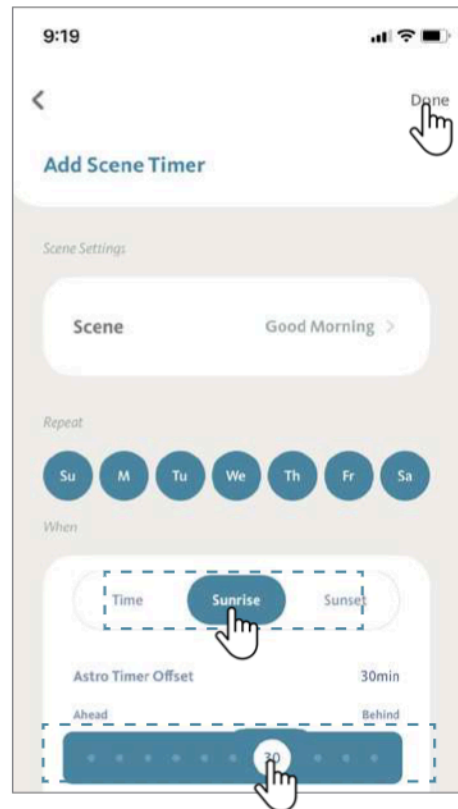 9:19
Done
Add Scene Timer
Scene Settings
Scene Good Morning >
Repeat
Su M Tu We Th Fr Sa
When
Time Sunrise Sunset
Astro Timer Offset 30min
Ahead Behind
30